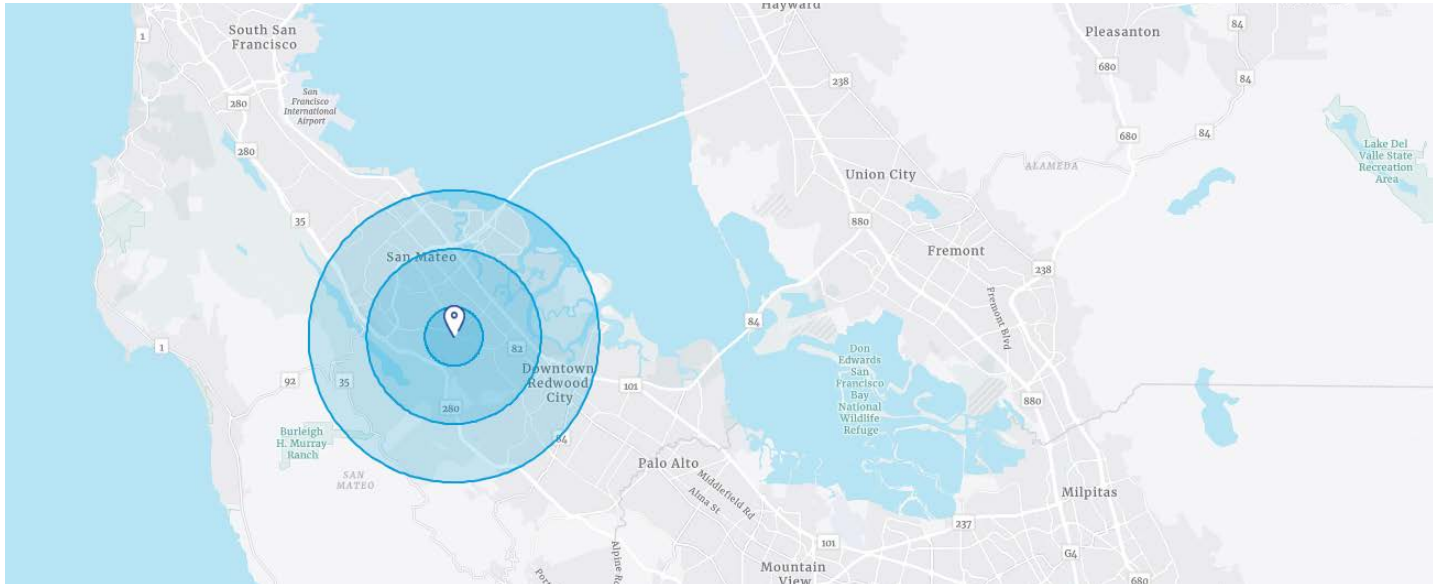 Hayward
South San
Francisco
1
84
Pleasanton
680
238
84
San
Francisco
International
Airport
280
84
680
280
Lake Del
Valle State
Recreation
Area
ALAMEDA
Union City
35
880
San Mateo
Fremont
238
Fremont Blvd
84
82
1
Don
Edwards
San
Francisco
Bay
National
Wildlife
Refuge
Downtown
Redwood
City
92
35
101
280
880
Burleigh
H. Murray
Ranch
84
SAN
MATEO
Palo Alto
Middlefield Rd
Alma St
Milpitas
237
101
Alpine
G4
Mountain
View
680